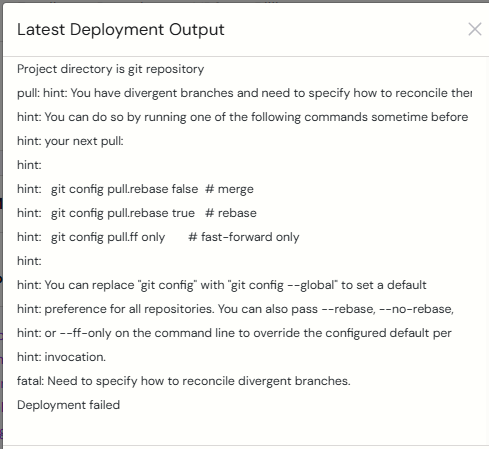 Latest Deployment Output
Project directory is git repository
pull: hint: You have divergent branches and need to specify how to reconcile
hint: You can do so by running one of the following commands sometime before
hint: your next pull:
hint:
hint:   git config pull.rebase false  # merge
hint:   git config pull.rebase true   # rebase
hint:   git config pull.ff only       # fast-forward only
hint:
hint: You can replace "git config" with "git config --global" to set a default
hint: preference for all repositories. You can also pass --rebase, --no-rebase,
hint: or --ff-only on the command line to override the configured default per
hint: invocation.
fatal: Need to specify how to reconcile divergent branches.
Deployment failed